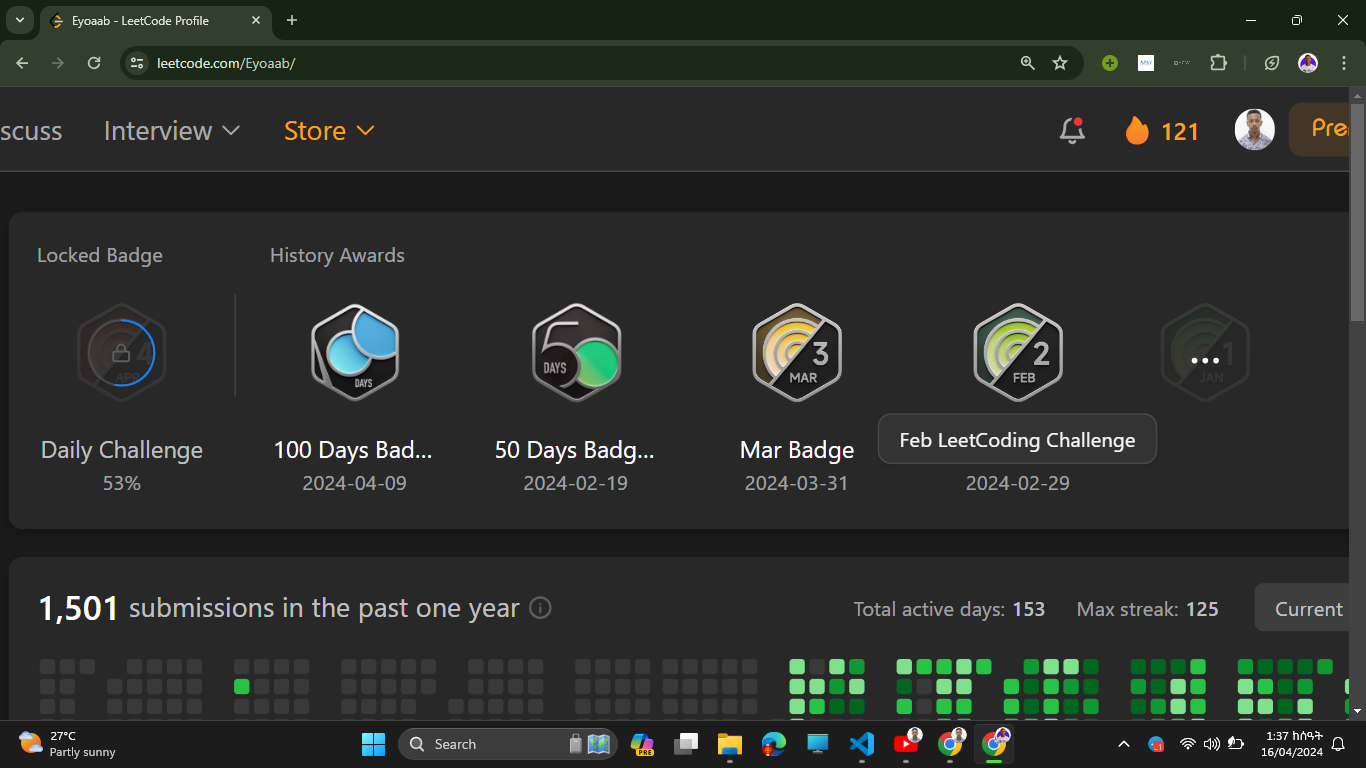 Eyoaab - LeetCode Profile
leetcode.com/Eyoaab/
scuss Interview Store 121 Pre
Locked Badge History Awards
4 APR
DAYS
50 DAYS
3 MAR
2 FEB
1 JAN
Daily Challenge 100 Days Bad... 50 Days Badg... Mar Badge Feb LeetCoding Challenge
53% 2024-04-09 2024-02-19 2024-03-31 2024-02-29
1,501 submissions in the past one year Total active days: 153 Max streak: 125 Current
27°C
Partly sunny
Search
PRE
1:37 ከሰዓት
16/04/2024